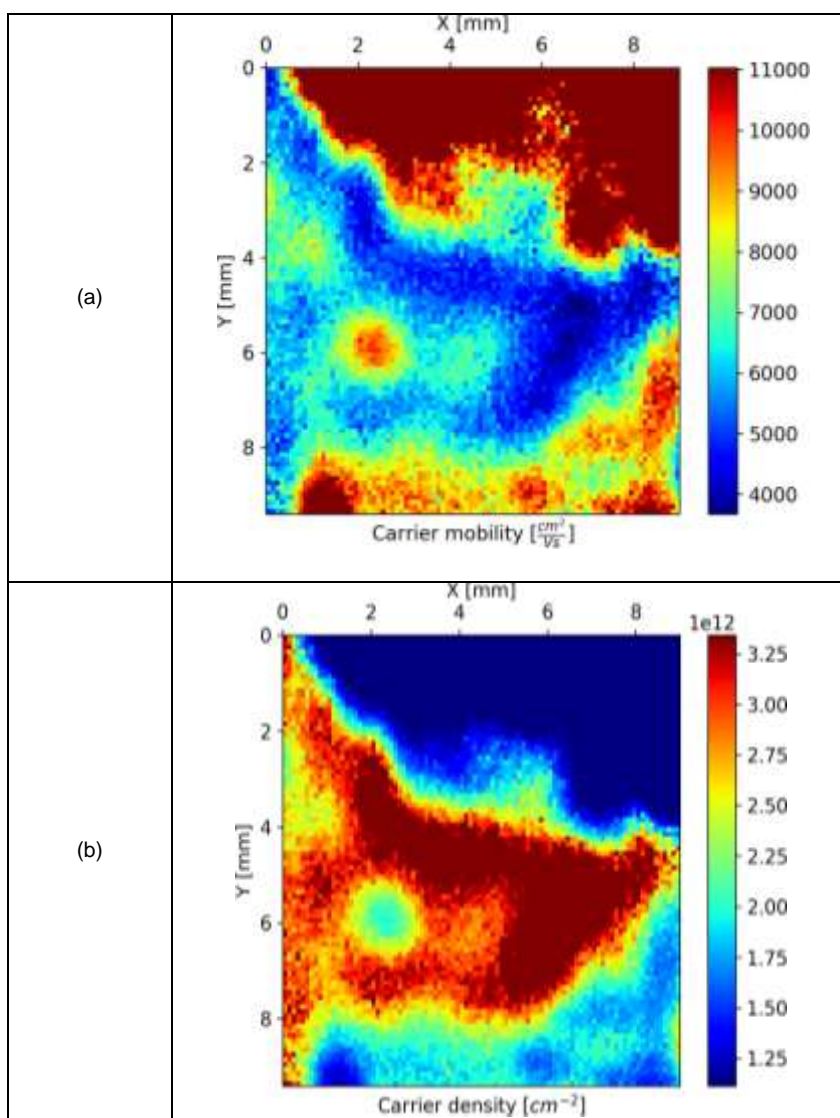 X [mm]
0 2 4 6 8
(a)
Y [mm]
0
2
4
6
8
11000
10000
9000
8000
7000
6000
5000
4000
Carrier mobility [cm²/Vs]
X [mm]
0 2 4 6 8
1e12
(b)
Y [mm]
0
2
4
6
8
3.25
3.00
2.75
2.50
2.25
2.00
1.75
1.50
1.25
Carrier density [cm⁻²]